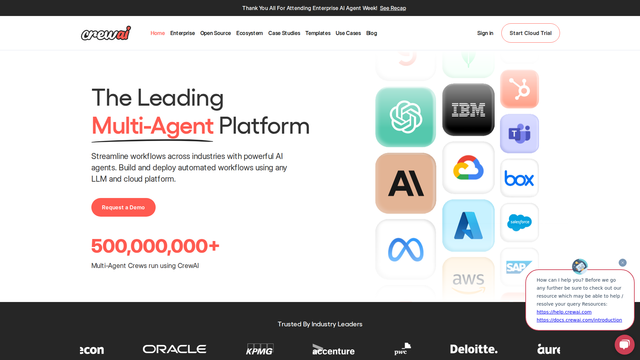 Thank You All For Attending Enterprise AI Agent Week! See Recap
crewai
Home Enterprise Open Source Ecosystem Case Studies Templates Use Cases Blog
Sign in
Start Cloud Trial
The Leading
Multi-Agent Platform
Streamline workflows across industries with powerful AI
agents. Build and deploy automated workflows using any
LLM and cloud platform.
Request a Demo
500,000,000+
Multi-Agent Crews run using CrewAI
IBM
box
salesforce
aws
SAP
How can I help you? Before we go
any further be sure to check out our
resource which may be able to help /
resolve your query Resources:
https://help.crewai.com
https://docs.crewai.com/introduction
Trusted By Industry Leaders
econ
ORACLE
KPMG
accenture
pwc
Deloitte.
aure